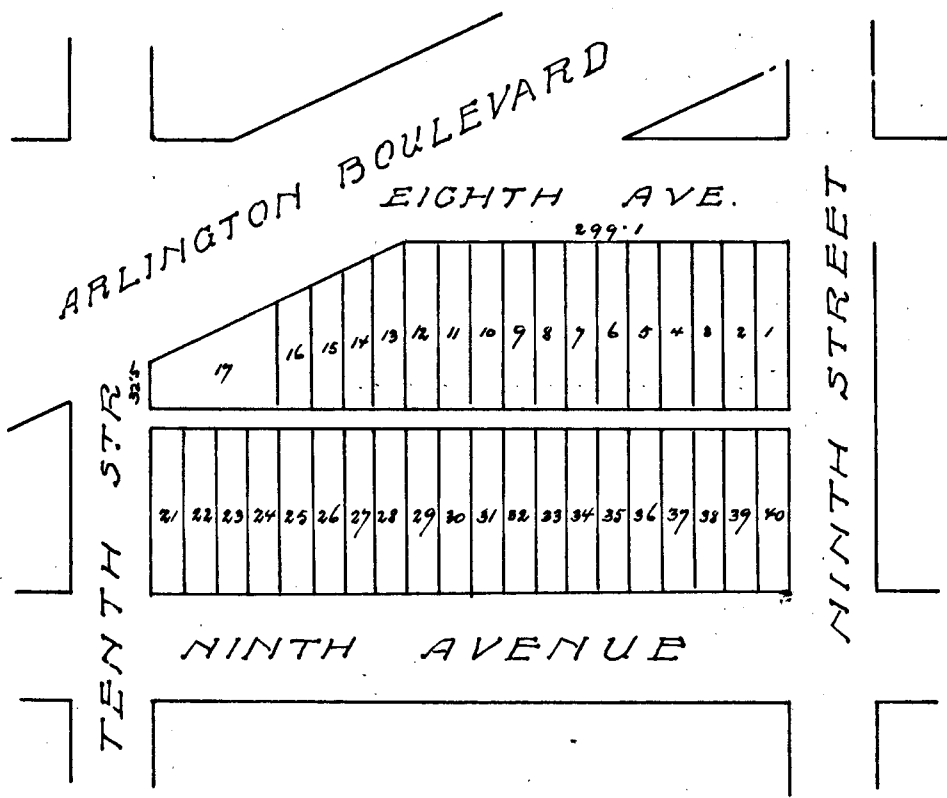 ARLINGTON BOULEVARD
EIGHTH AVE.
299.1
NINTH STREET
17 16 15 14 13 12 11 10 9 8 7 6 5 4 3 2 1
TENTH STR
21 22 23 24 25 26 27 28 29 30 31 32 33 34 35 36 37 38 39 40
NINTH AVENUE